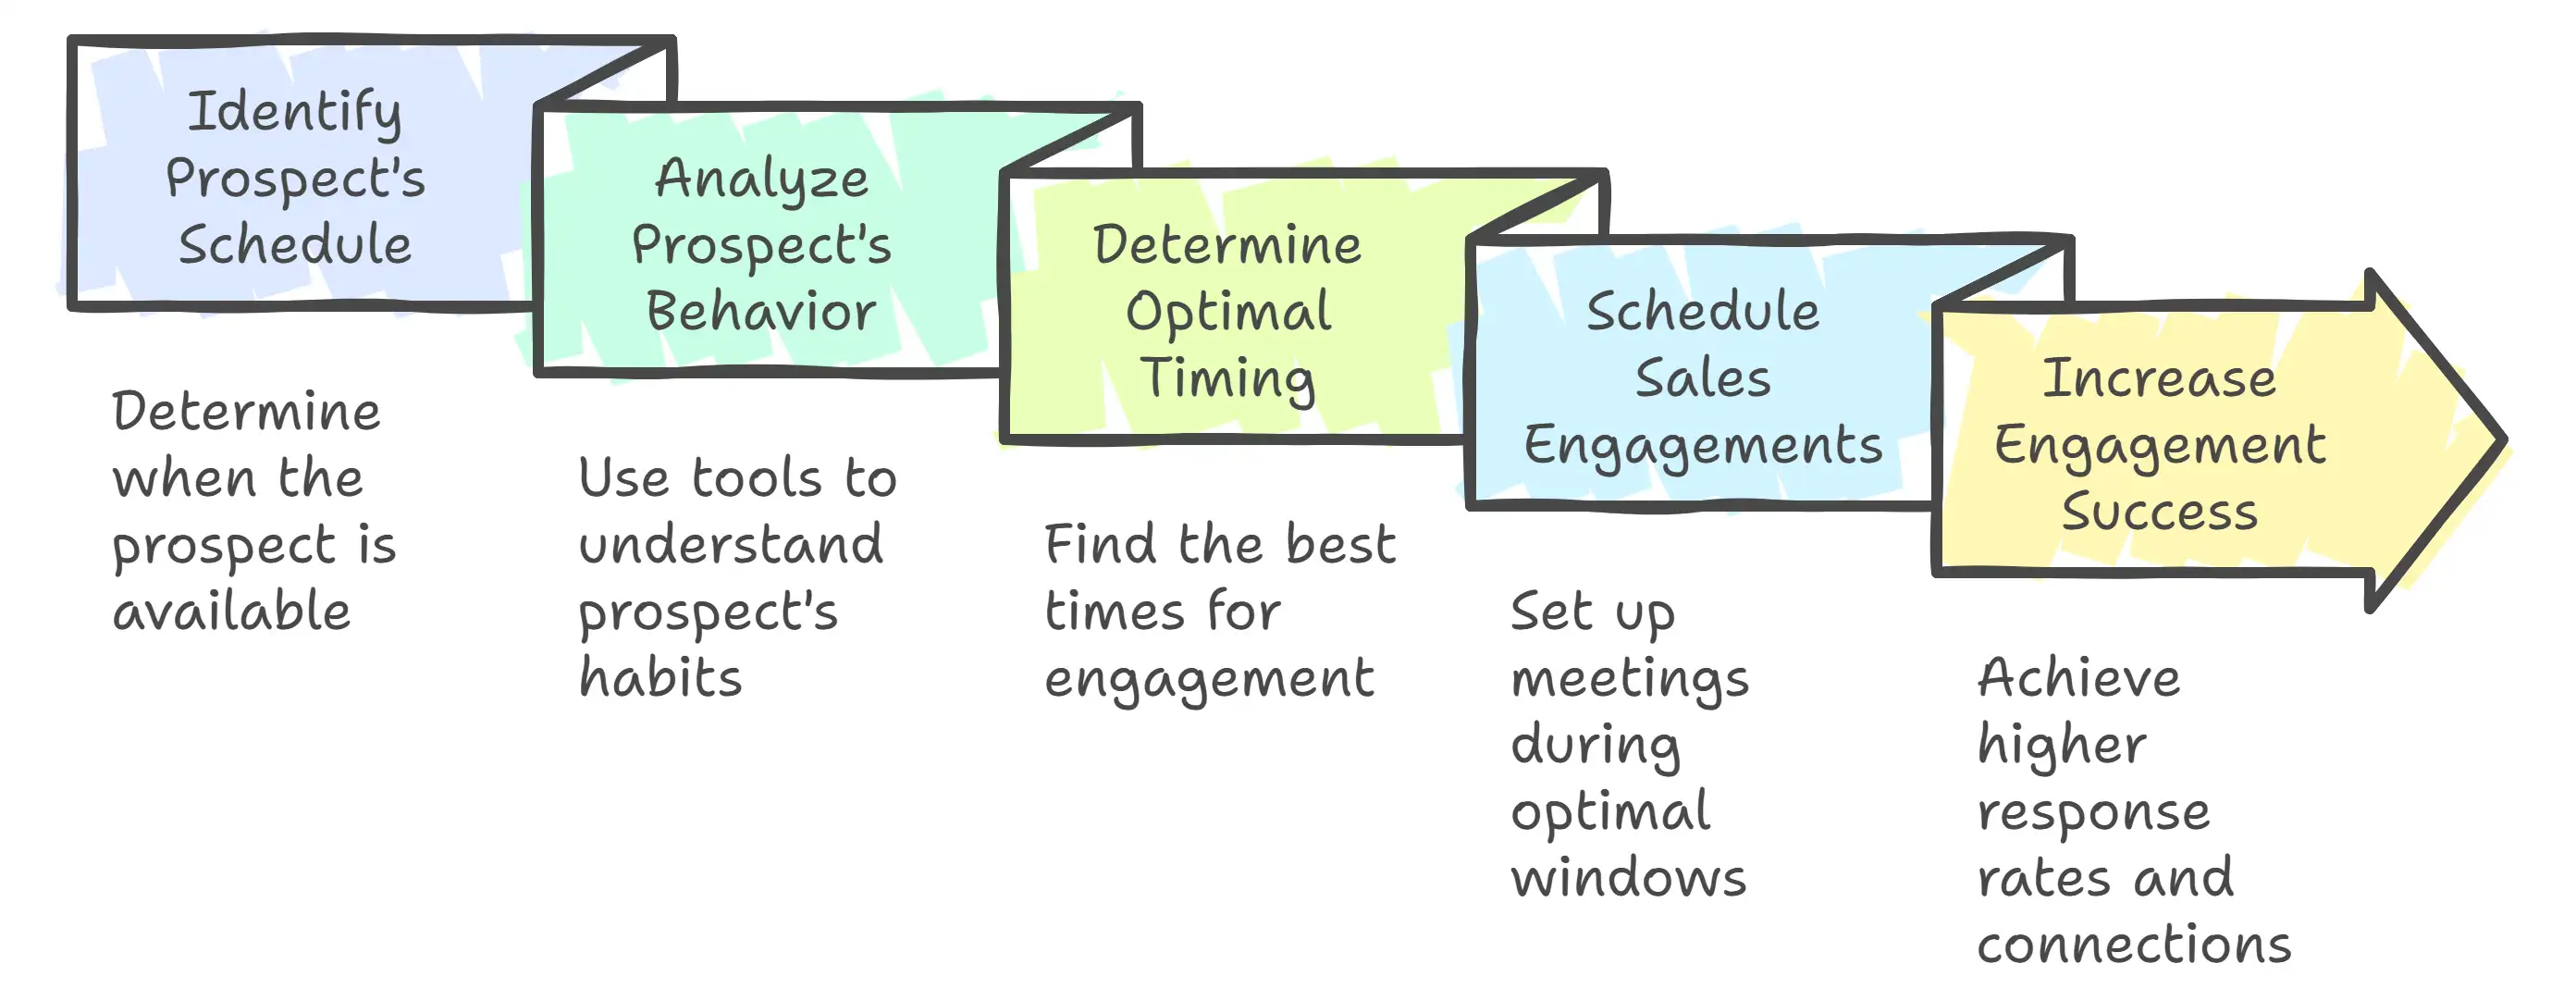 Identify
Prospect's
Schedule
Determine
when the
prospect is
available
Analyze
Prospect's
Behavior
Use tools to
understand
prospect's
habits
Determine
Optimal
Timing
Find the best
times for
engagement
Schedule
Sales
Engagements
Set up
meetings
during
optimal
windows
Increase
Engagement
Success
Achieve
higher
response
rates and
connections